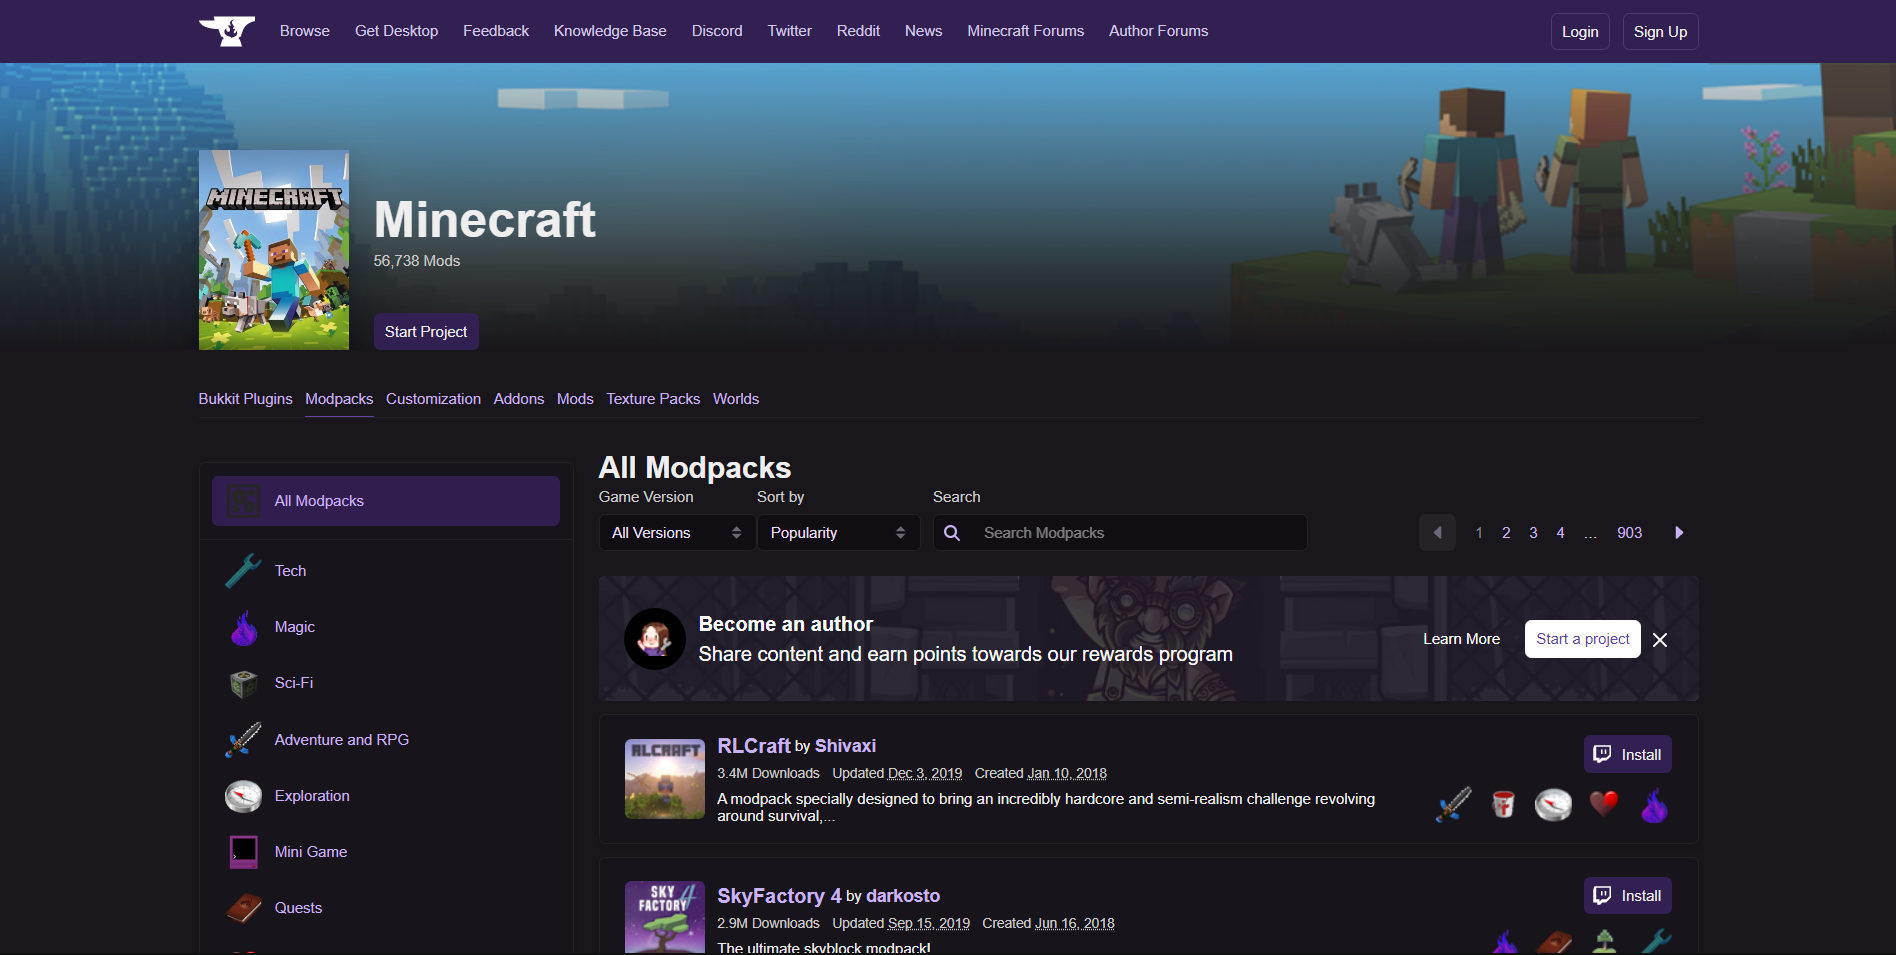 Browse Get Desktop Feedback Knowledge Base Discord Twitter Reddit News Minecraft Forums Author Forums Login Sign Up
MINECRAFT
Minecraft
56,738 Mods
Start Project
Bukkit Plugins Modpacks Customization Addons Mods Texture Packs Worlds
All Modpacks
Tech
Magic
Sci-Fi
Adventure and RPG
Exploration
Mini Game
Quests
All Modpacks
Game Version Sort by Search
All Versions Popularity Search Modpacks 1 2 3 4 ... 903
Become an author
Share content and earn points towards our rewards program
Learn More Start a project
RLCRAFT
RLCraft by Shivaxi
3.4M Downloads Updated Dec 3, 2019 Created Jan 10, 2018
A modpack specially designed to bring an incredibly hardcore and semi-realism challenge revolving
around survival,...
Install
SKY
FACTORY 4
SkyFactory 4 by darkosto
2.9M Downloads Updated Sep 15, 2019 Created Jun 16, 2018
The ultimate skyblock modpack!
Install